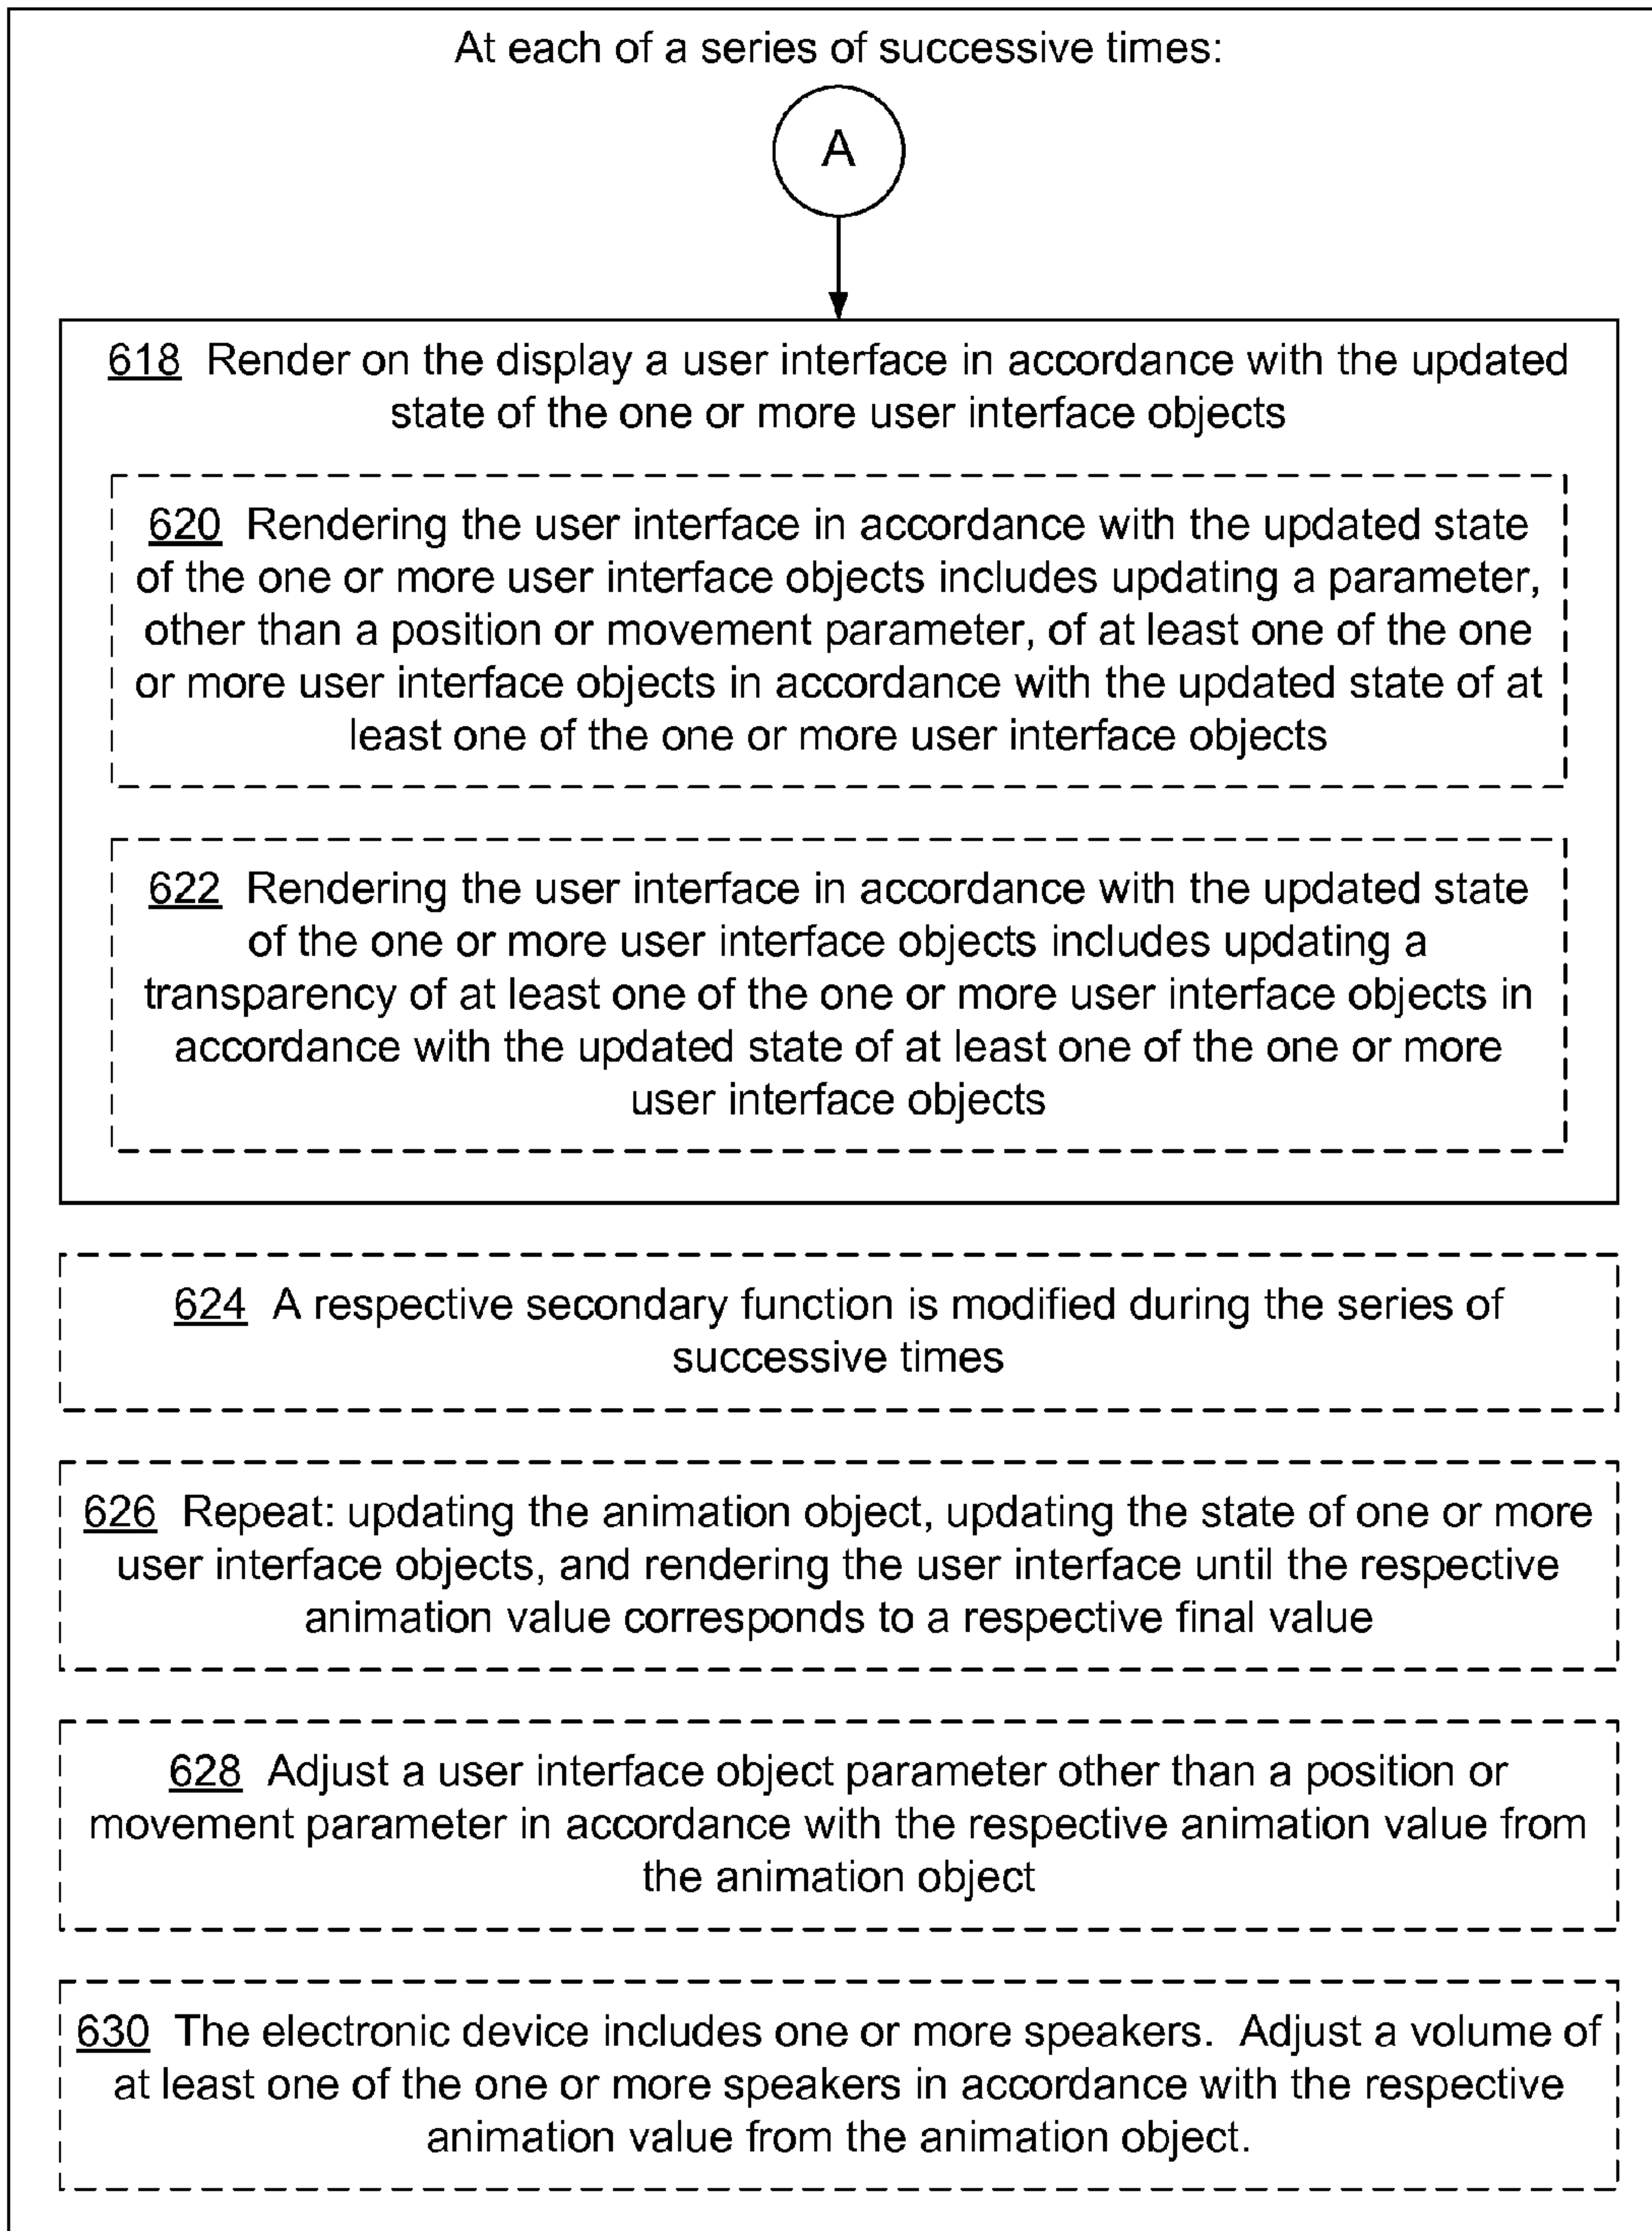 At each of a series of successive times:
A
618 Render on the display a user interface in accordance with the updated
state of the one or more user interface objects
620 Rendering the user interface in accordance with the updated state
of the one or more user interface objects includes updating a parameter,
other than a position or movement parameter, of at least one of the one
or more user interface objects in accordance with the updated state of at
least one of the one or more user interface objects
622 Rendering the user interface in accordance with the updated state
of the one or more user interface objects includes updating a
transparency of at least one of the one or more user interface objects in
accordance with the updated state of at least one of the one or more
user interface objects
624 A respective secondary function is modified during the series of
successive times
626 Repeat: updating the animation object, updating the state of one or more
user interface objects, and rendering the user interface until the respective
animation value corresponds to a respective final value
628 Adjust a user interface object parameter other than a position or
movement parameter in accordance with the respective animation value from
the animation object
630 The electronic device includes one or more speakers. Adjust a volume of
at least one of the one or more speakers in accordance with the respective
animation value from the animation object.